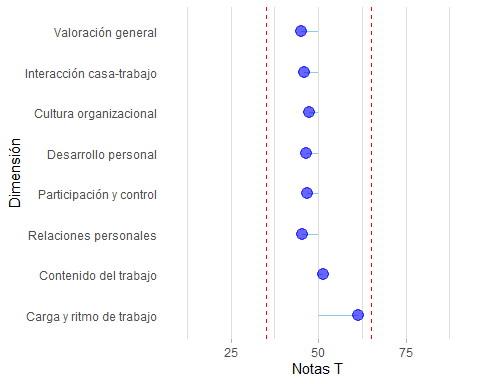 Valoración general
Interacción casa-trabajo
Cultura organizacional
Desarrollo personal
Participación y control
Relaciones personales
Contenido del trabajo
Carga y ritmo de trabajo
Dimensión
25 50 75
Notas T